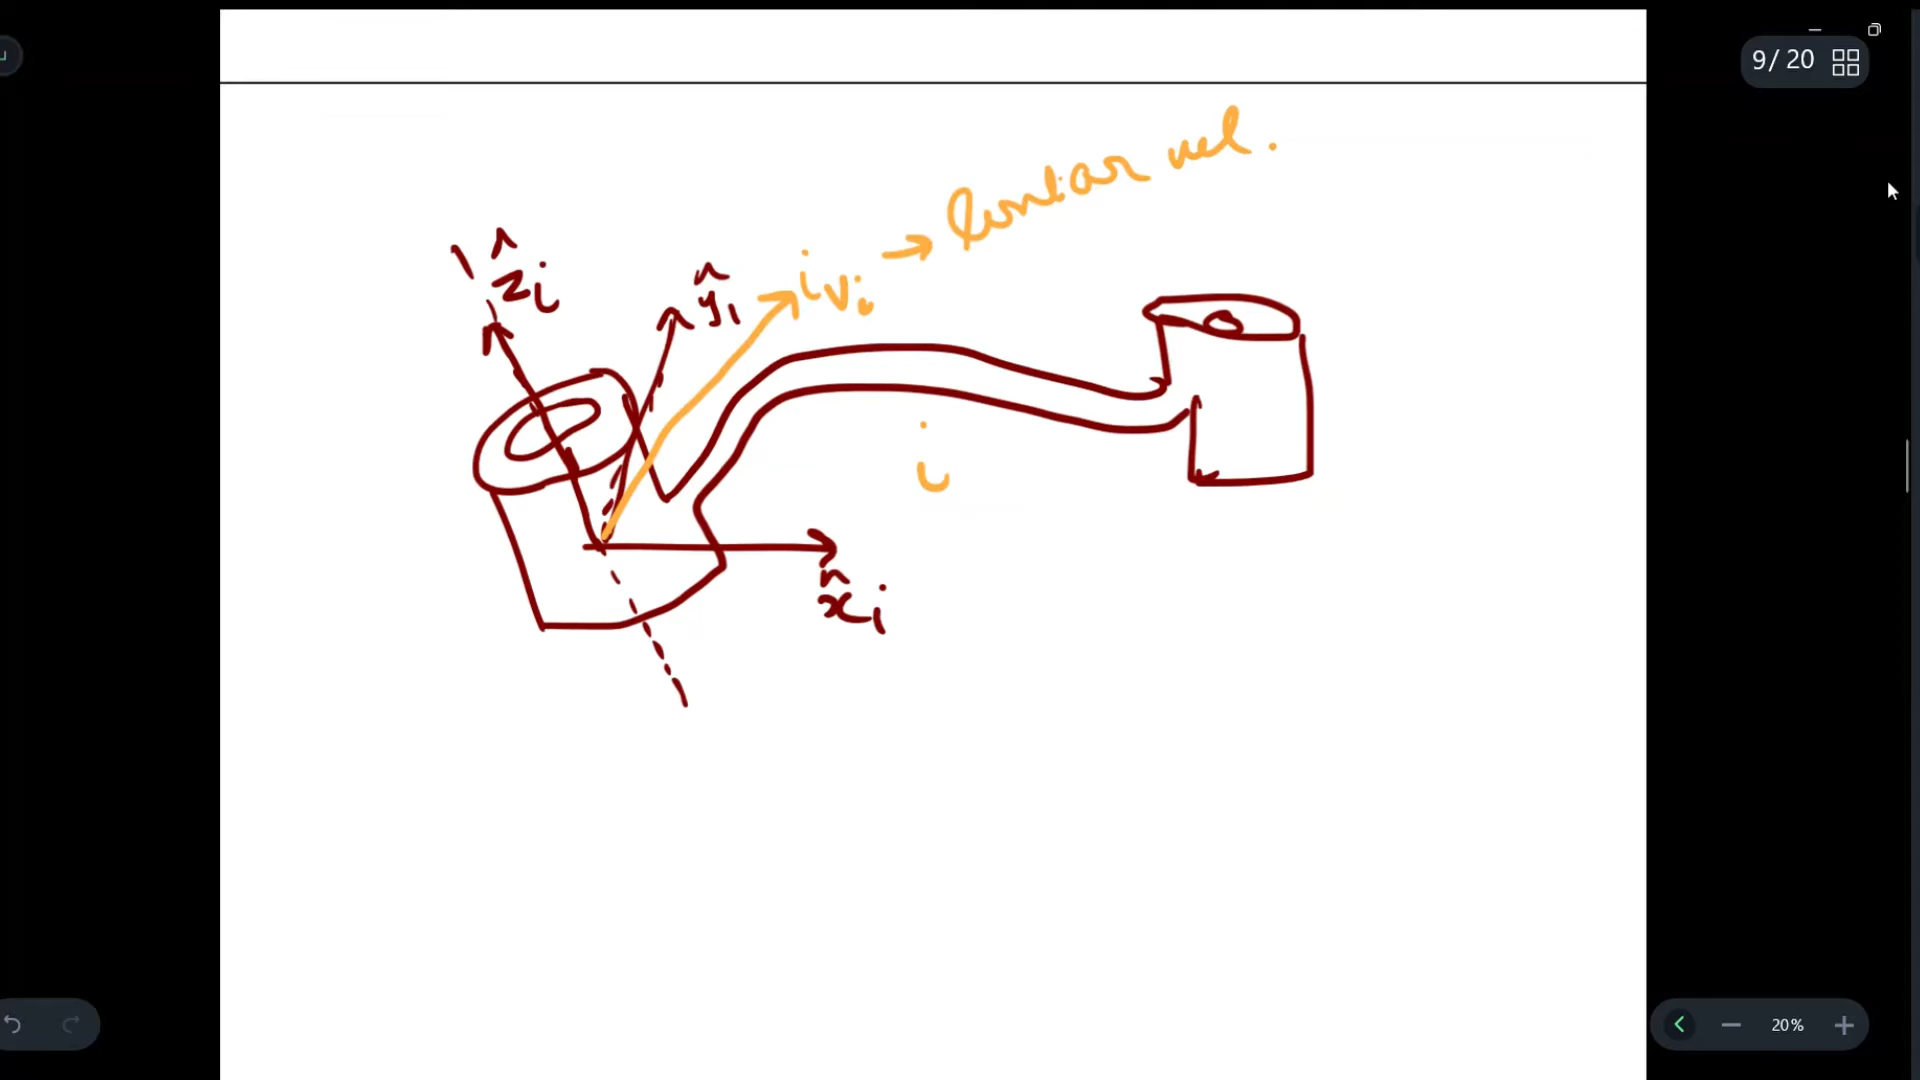 9/ 20
ⁱvᵢ → linear vel.
ẑᵢ
ŷᵢ
i
x̂ᵢ
20%